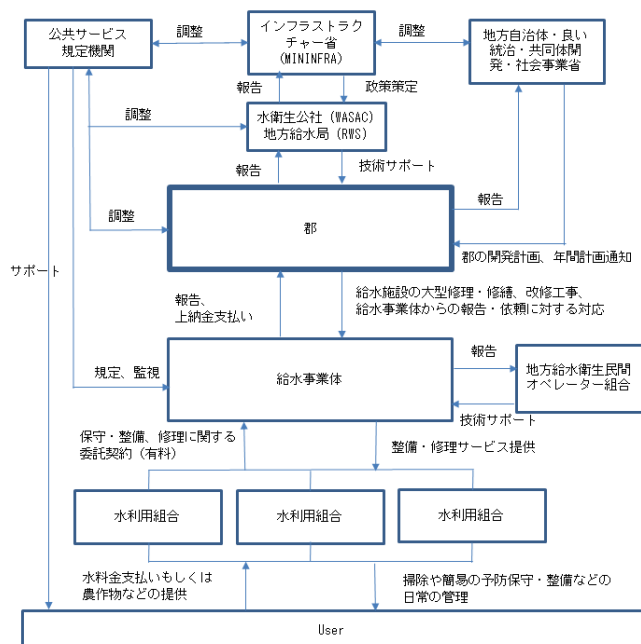 公共サービス
規定機関
調整
インフラストラク
チャー省
(MININFRA)
調整
地方自治体・良い
統治・共同体開
発・社会事業省
報告
政策策定
調整
水衛生公社（WASAC）
地方給水局（RWS）
報告
技術サポート
調整
郡
報告
サポート
郡の開発計画、年間計画通知
報告、
上納金支払い
給水施設の大型修理・修繕、改修工事、
給水事業体からの報告・依頼に対する対応
規定、監視
給水事業体
報告
地方給水衛生民間
オペレーター組合
技術サポート
保守・整備、修理に関する
委託契約（有料）
整備・修理サービス提供
水利用組合
水利用組合
水利用組合
水料金支払いもしくは
農作物などの提供
掃除や簡易の予防保守・整備などの
日常の管理
User